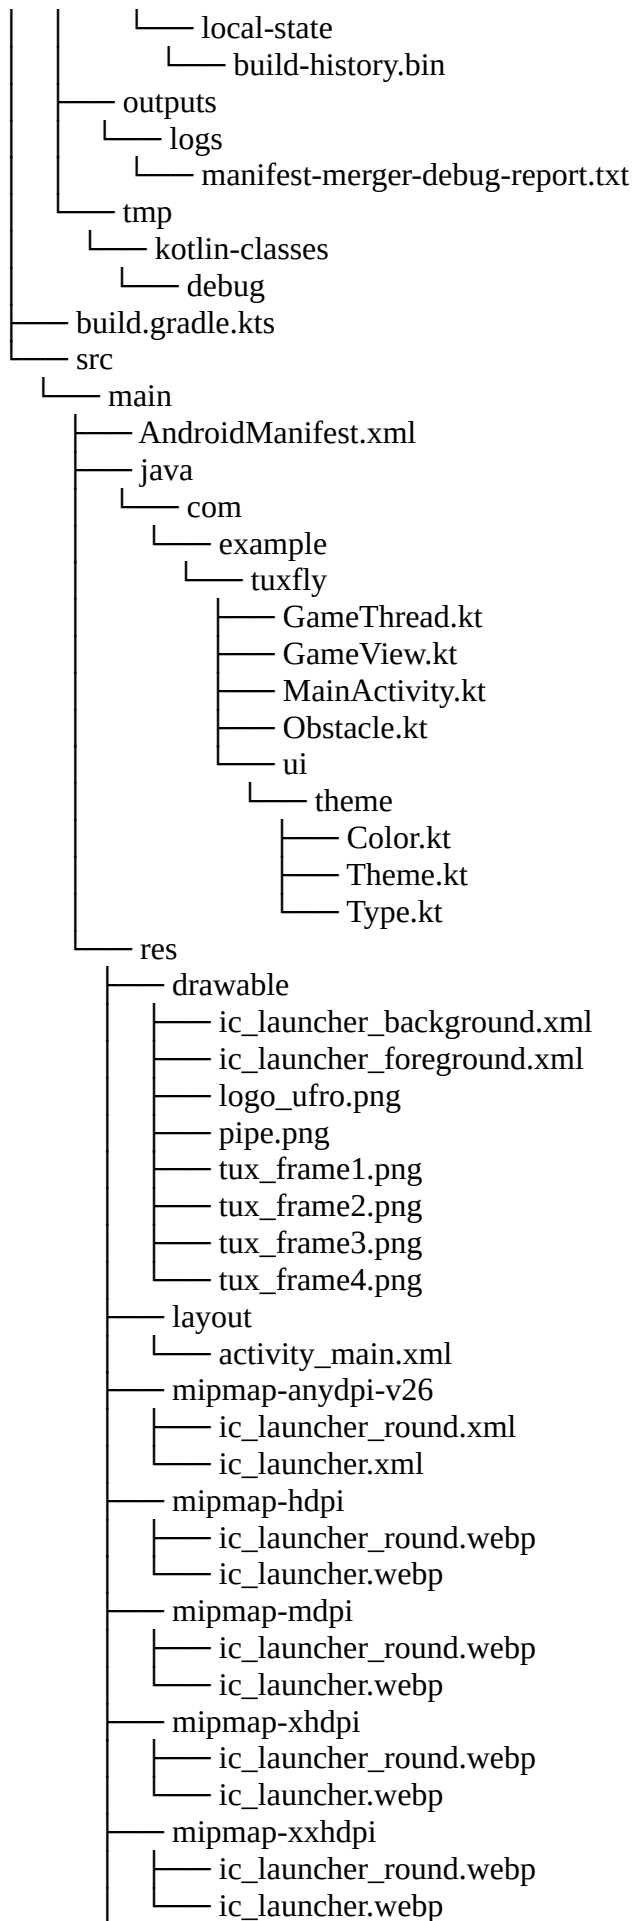 local-state
build-history.bin
outputs
logs
manifest-merger-debug-report.txt
tmp
kotlin-classes
debug
build.gradle.kts
src
main
AndroidManifest.xml
java
com
example
tuxfly
GameThread.kt
GameView.kt
MainActivity.kt
Obstacle.kt
ui
theme
Color.kt
Theme.kt
Type.kt
res
drawable
ic_launcher_background.xml
ic_launcher_foreground.xml
logo_ufro.png
pipe.png
tux_frame1.png
tux_frame2.png
tux_frame3.png
tux_frame4.png
layout
activity_main.xml
mipmap-anydpi-v26
ic_launcher_round.xml
ic_launcher.xml
mipmap-hdpi
ic_launcher_round.webp
ic_launcher.webp
mipmap-mdpi
ic_launcher_round.webp
ic_launcher.webp
mipmap-xhdpi
ic_launcher_round.webp
ic_launcher.webp
mipmap-xxhdpi
ic_launcher_round.webp
ic_launcher.webp